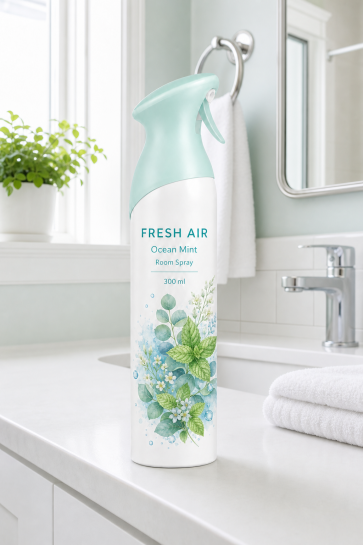 FRESH AIR
Ocean Mint
Room Spray
300 ml